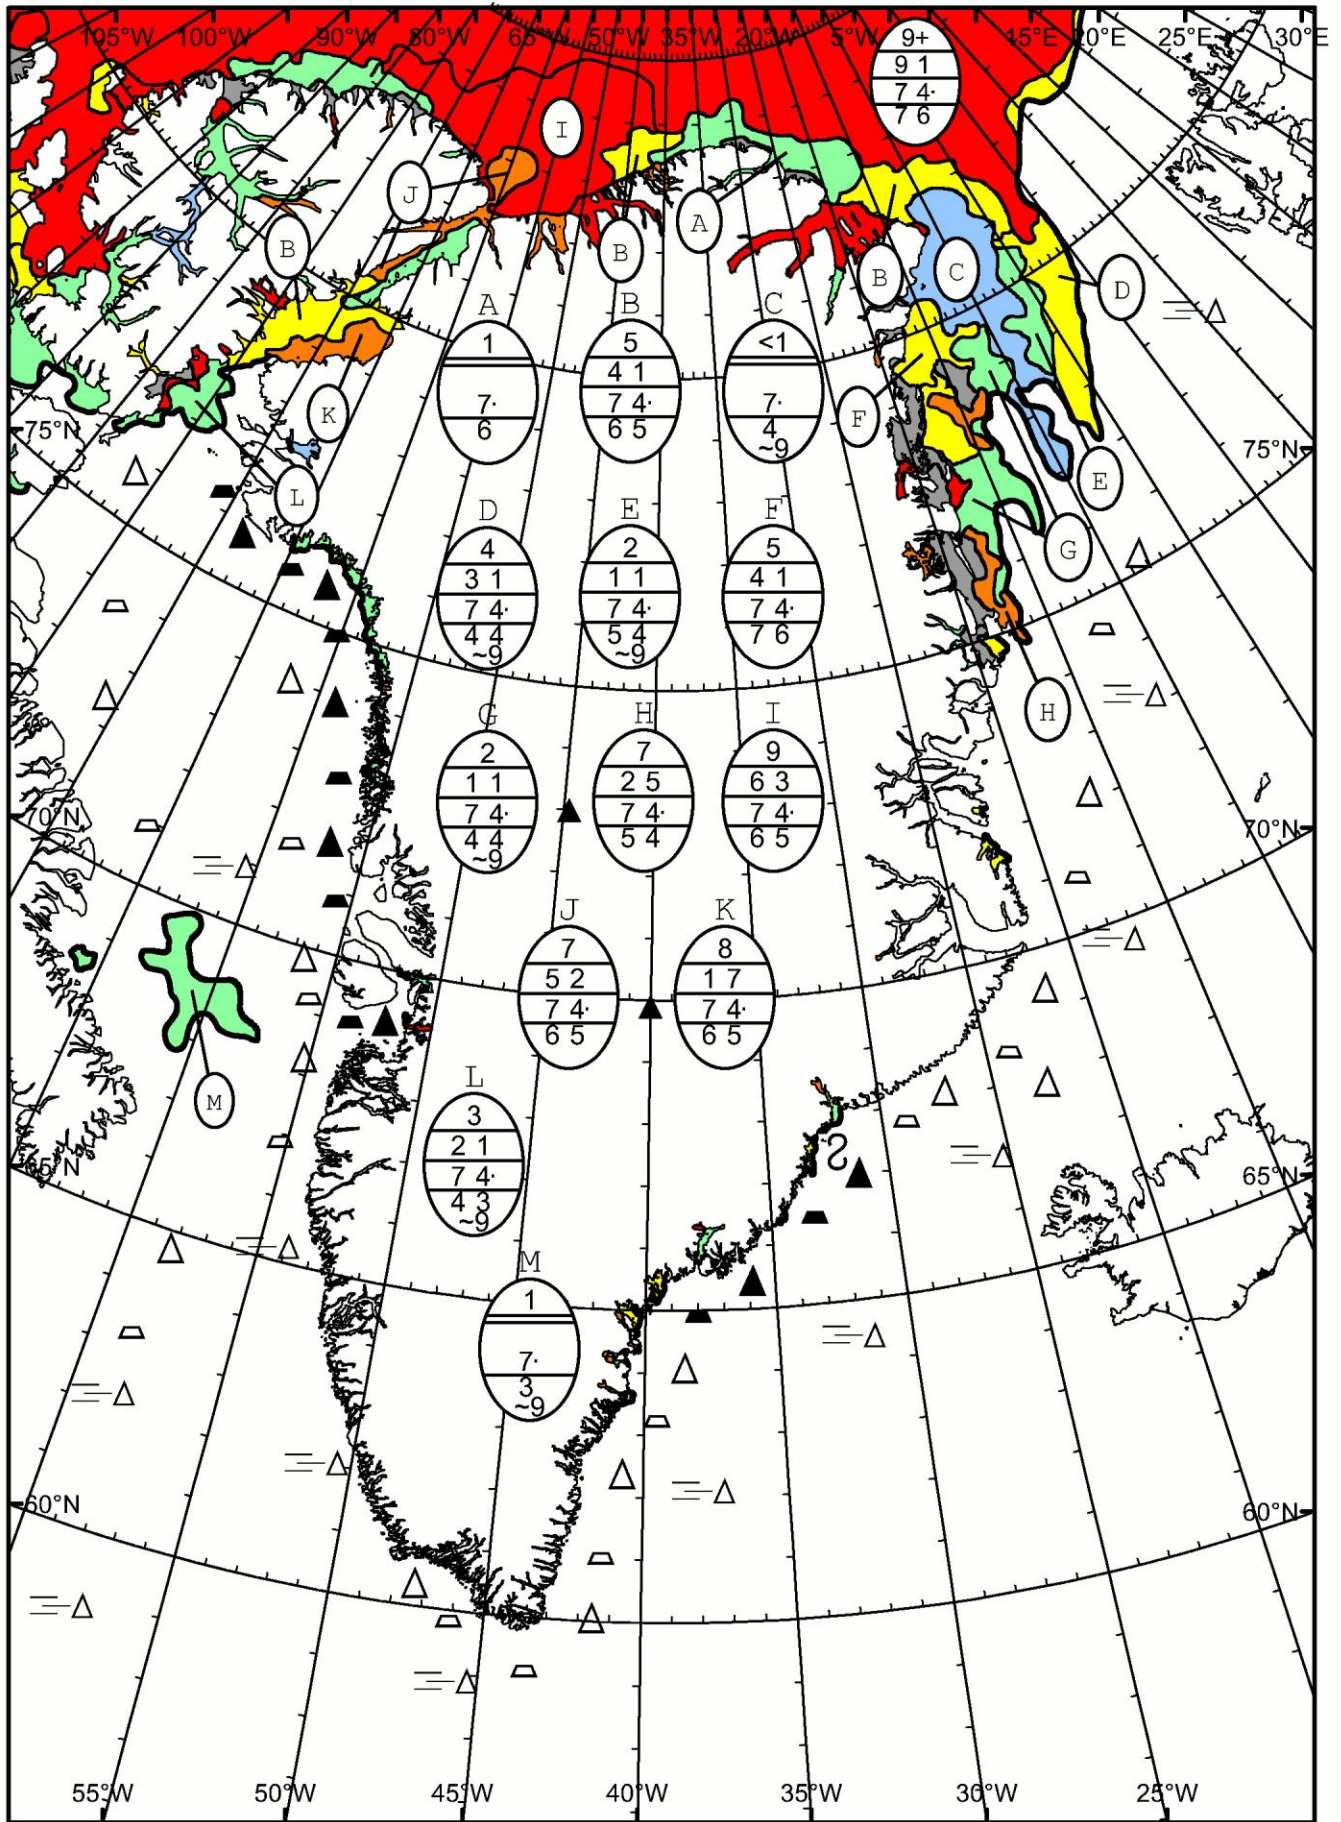 105°W 100°W 90°W 80°W 65°W 50°W 35°W 20°W 5°W 15°E 20°E 25°E 30°E
9+
9 1
7 4·
7 6
I
J
A
B
B
B
C
D
A
1
7·
6
B
5
4 1
7 4·
6 5
C
<1
7·
4
~9
K
F
75°N
75°N
L
E
G
D
4
3 1
7 4·
4 4
~9
E
2
1 1
7 4·
5 4
~9
F
5
4 1
7 4·
7 6
H
G
2
1 1
7 4·
4 4
~9
H
7
2 5
7 4·
5 4
I
9
6 3
7 4·
6 5
70°N
70°N
J
7
5 2
7 4·
6 5
K
8
1 7
7 4·
6 5
M
L
3
2 1
7 4·
4 3
~9
65°N
65°N
M
1
7·
3
~9
60°N
60°N
55°W 50°W 45°W 40°W 35°W 30°W 25°W